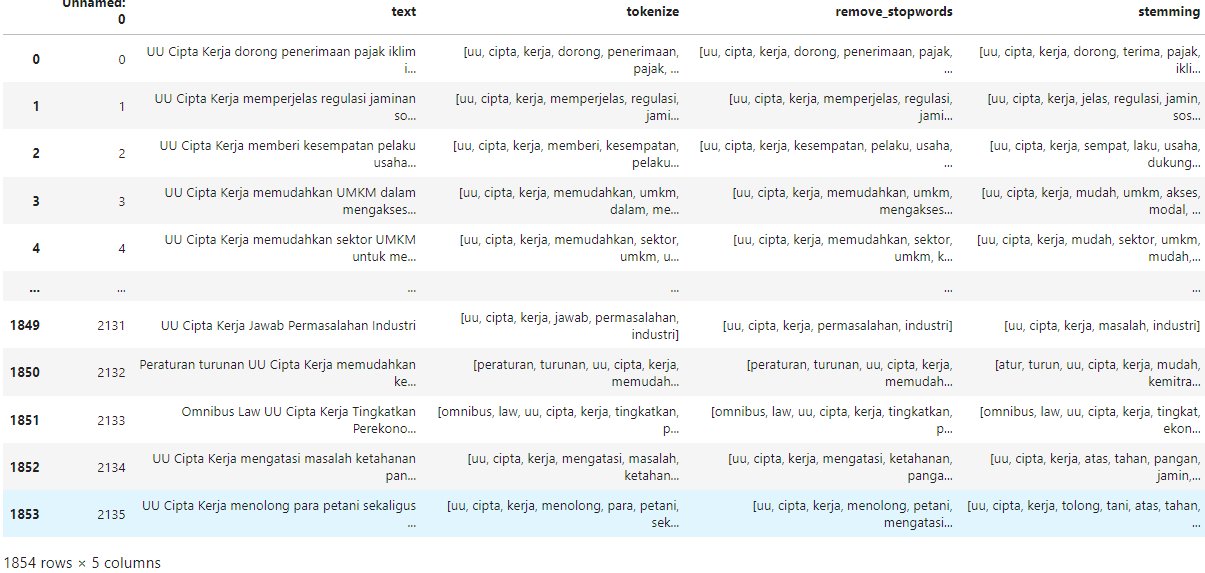 Unnamed:
0 text tokenize remove_stopwords stemming
0 0 UU Cipta Kerja dorong penerimaan pajak iklim i... [uu, cipta, kerja, dorong, penerimaan, pajak, ... [uu, cipta, kerja, dorong, penerimaan, pajak, ... [uu, cipta, kerja, dorong, terima, pajak, ikli...
1 1 UU Cipta Kerja memperjelas regulasi jaminan so... [uu, cipta, kerja, memperjelas, regulasi, jami... [uu, cipta, kerja, memperjelas, regulasi, jami... [uu, cipta, kerja, jelas, regulasi, jamin, sos...
2 2 UU Cipta Kerja memberi kesempatan pelaku usaha... [uu, cipta, kerja, memberi, kesempatan, pelaku... [uu, cipta, kerja, kesempatan, pelaku, usaha, ... [uu, cipta, kerja, sempat, laku, usaha, dukung...
3 3 UU Cipta Kerja memudahkan UMKM dalam mengakses... [uu, cipta, kerja, memudahkan, umkm, dalam, me... [uu, cipta, kerja, memudahkan, umkm, mengakses... [uu, cipta, kerja, mudah, umkm, akses, modal, ...
4 4 UU Cipta Kerja memudahkan sektor UMKM untuk me... [uu, cipta, kerja, memudahkan, sektor, umkm, u... [uu, cipta, kerja, memudahkan, sektor, umkm, k... [uu, cipta, kerja, mudah, sektor, umkm, mudah,...
... ... ... ... ... ...
1849 2131 UU Cipta Kerja Jawab Permasalahan Industri [uu, cipta, kerja, jawab, permasalahan, industri] [uu, cipta, kerja, permasalahan, industri] [uu, cipta, kerja, masalah, industri]
1850 2132 Peraturan turunan UU Cipta Kerja memudahkan ke... [peraturan, turunan, uu, cipta, kerja, memudah... [peraturan, turunan, uu, cipta, kerja, memudah... [atur, turun, uu, cipta, kerja, mudah, kemitra...
1851 2133 Omnibus Law UU Cipta Kerja Tingkatkan Perekono... [omnibus, law, uu, cipta, kerja, tingkatkan, p... [omnibus, law, uu, cipta, kerja, tingkatkan, p... [omnibus, law, uu, cipta, kerja, tingkat, ekon...
1852 2134 UU Cipta Kerja mengatasi masalah ketahanan pan... [uu, cipta, kerja, mengatasi, masalah, ketahan... [uu, cipta, kerja, mengatasi, ketahanan, panga... [uu, cipta, kerja, atas, tahan, pangan, jamin,...
1853 2135 UU Cipta Kerja menolong para petani sekaligus ... [uu, cipta, kerja, menolong, para, petani, sek... [uu, cipta, kerja, menolong, petani, mengatasi... [uu, cipta, kerja, tolong, tani, atas, tahan, ...
1854 rows × 5 columns